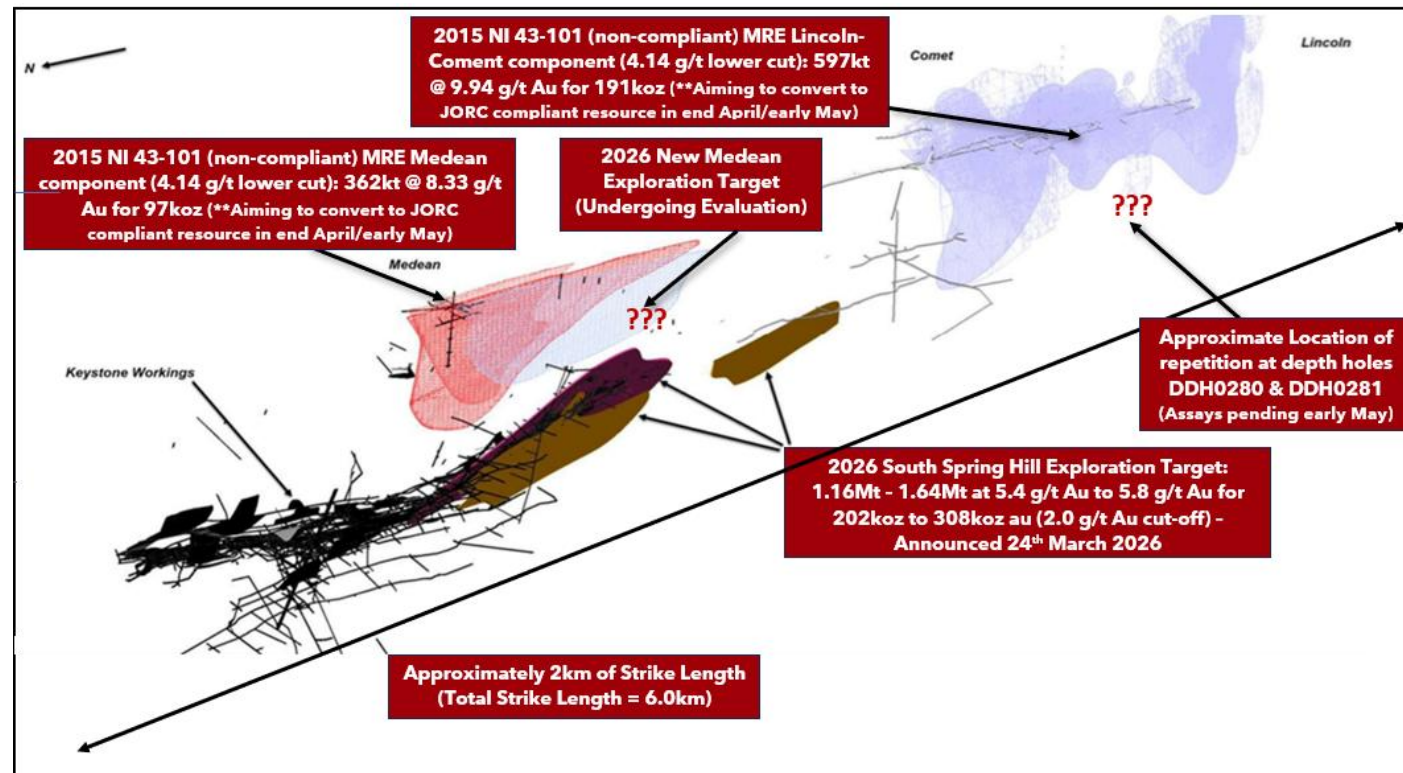 N
2015 NI 43-101 (non-compliant) MRE Lincoln-
Coment component (4.14 g/t lower cut): 597kt
@ 9.94 g/t Au for 191koz (**Aiming to convert to
JORC compliant resource in end April/early May)
Comet
Lincoln
2015 NI 43-101 (non-compliant) MRE Medean
component (4.14 g/t lower cut): 362kt @ 8.33 g/t
Au for 97koz (**Aiming to convert to JORC
compliant resource in end April/early May)
2026 New Medean
Exploration Target
(Undergoing Evaluation)
???
Medean
???
Keystone Workings
Approximate Location of
repetition at depth holes
DDH0280 & DDH0281
(Assays pending early May)
2026 South Spring Hill Exploration Target:
1.16Mt - 1.64Mt at 5.4 g/t Au to 5.8 g/t Au for
202koz to 308koz au (2.0 g/t Au cut-off) –
Announced 24th March 2026
Approximately 2km of Strike Length
(Total Strike Length = 6.0km)